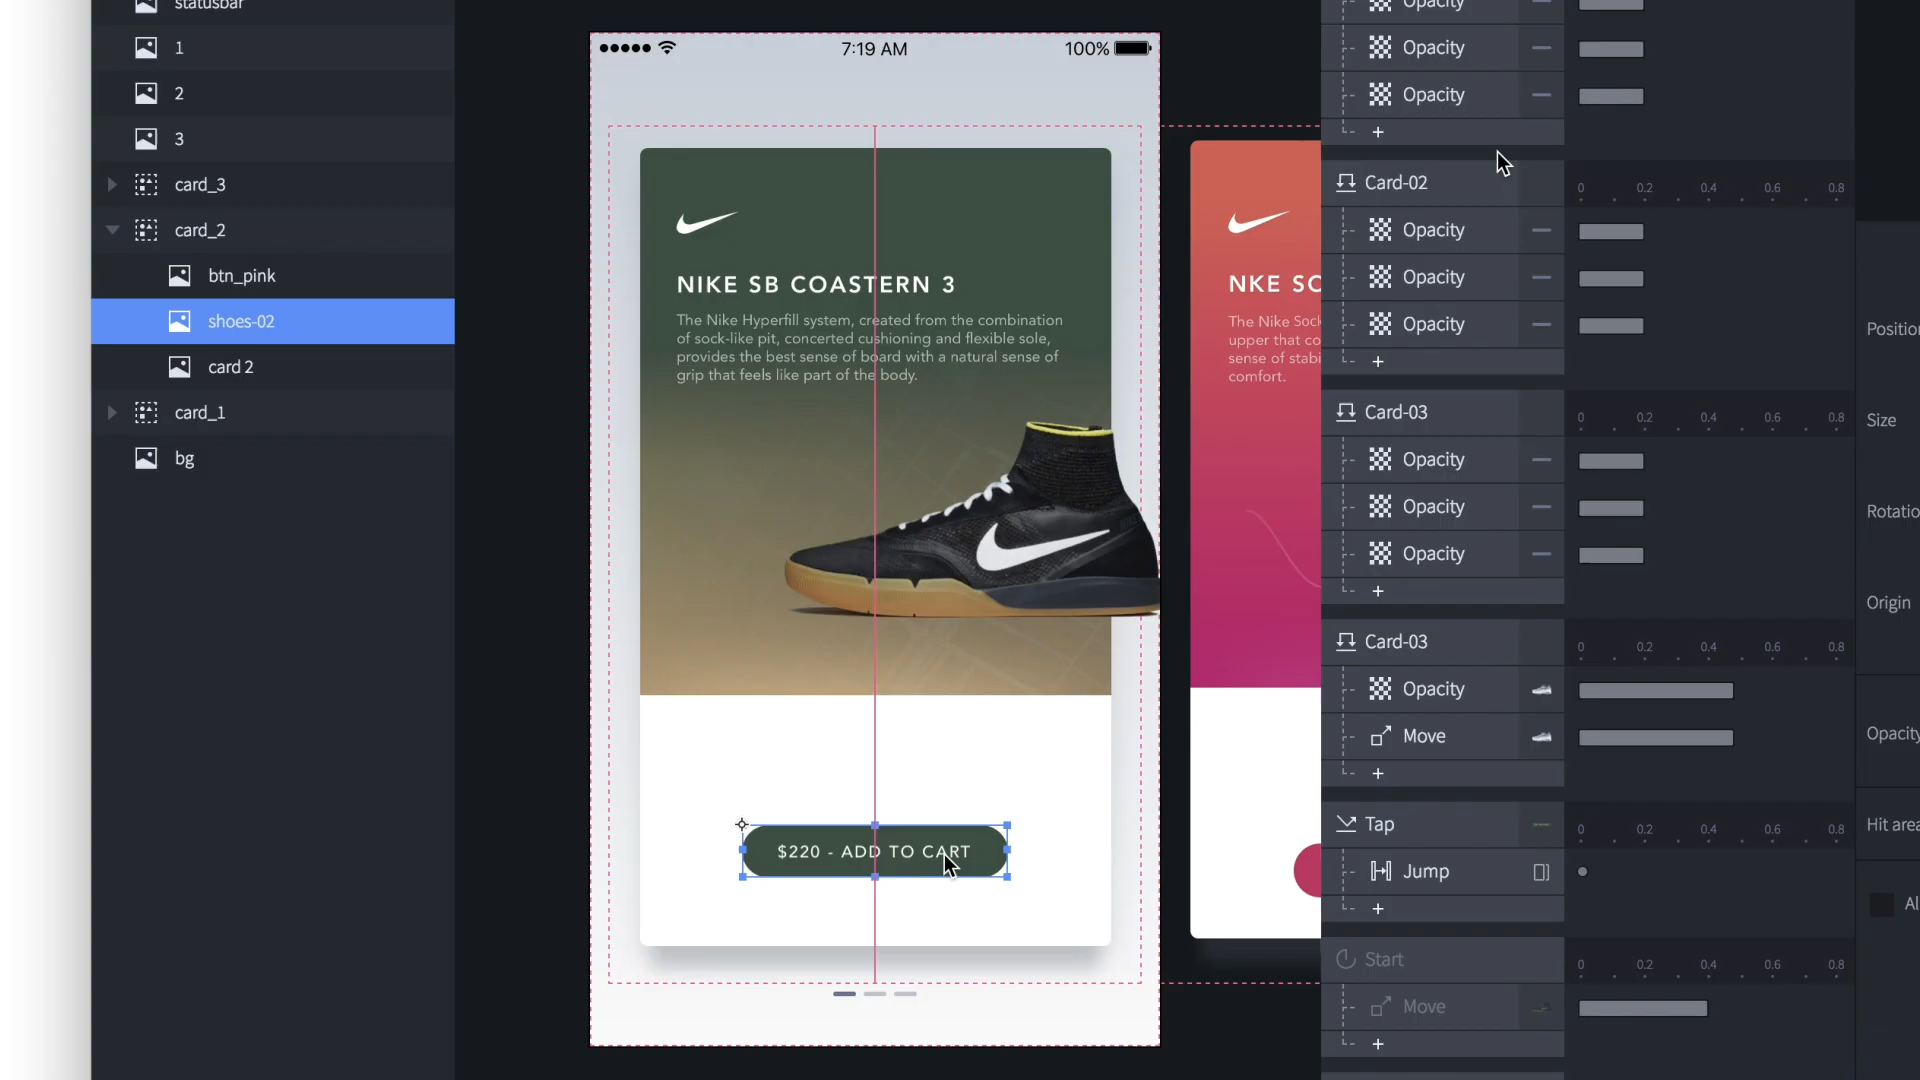 statusbar
1
2
3
card_3
card_2
btn_pink
shoes-02
card 2
card_1
bg
7:19 AM
100%
NIKE SB COASTERN 3
The Nike Hyperfill system, created from the combination
of sock-like pit, concerted cushioning and flexible sole,
provides the best sense of board with a natural sense of
grip that feels like part of the body.
$220 - ADD TO CART
NKE SC
The Nike Sock
upper that co
sense of stabi
comfort.
Opacity
Opacity
Opacity
+
Card-02
0 0.2 0.4 0.6 0.8
Opacity
Opacity
Opacity
+
Card-03
0 0.2 0.4 0.6 0.8
Opacity
Opacity
Opacity
+
Card-03
0 0.2 0.4 0.6 0.8
Opacity
Move
+
Tap
0 0.2 0.4 0.6 0.8
Jump
+
Start
0 0.2 0.4 0.6 0.8
Move
+
Position
Size
Rotatio
Origin
Opacity
Hit area
Al